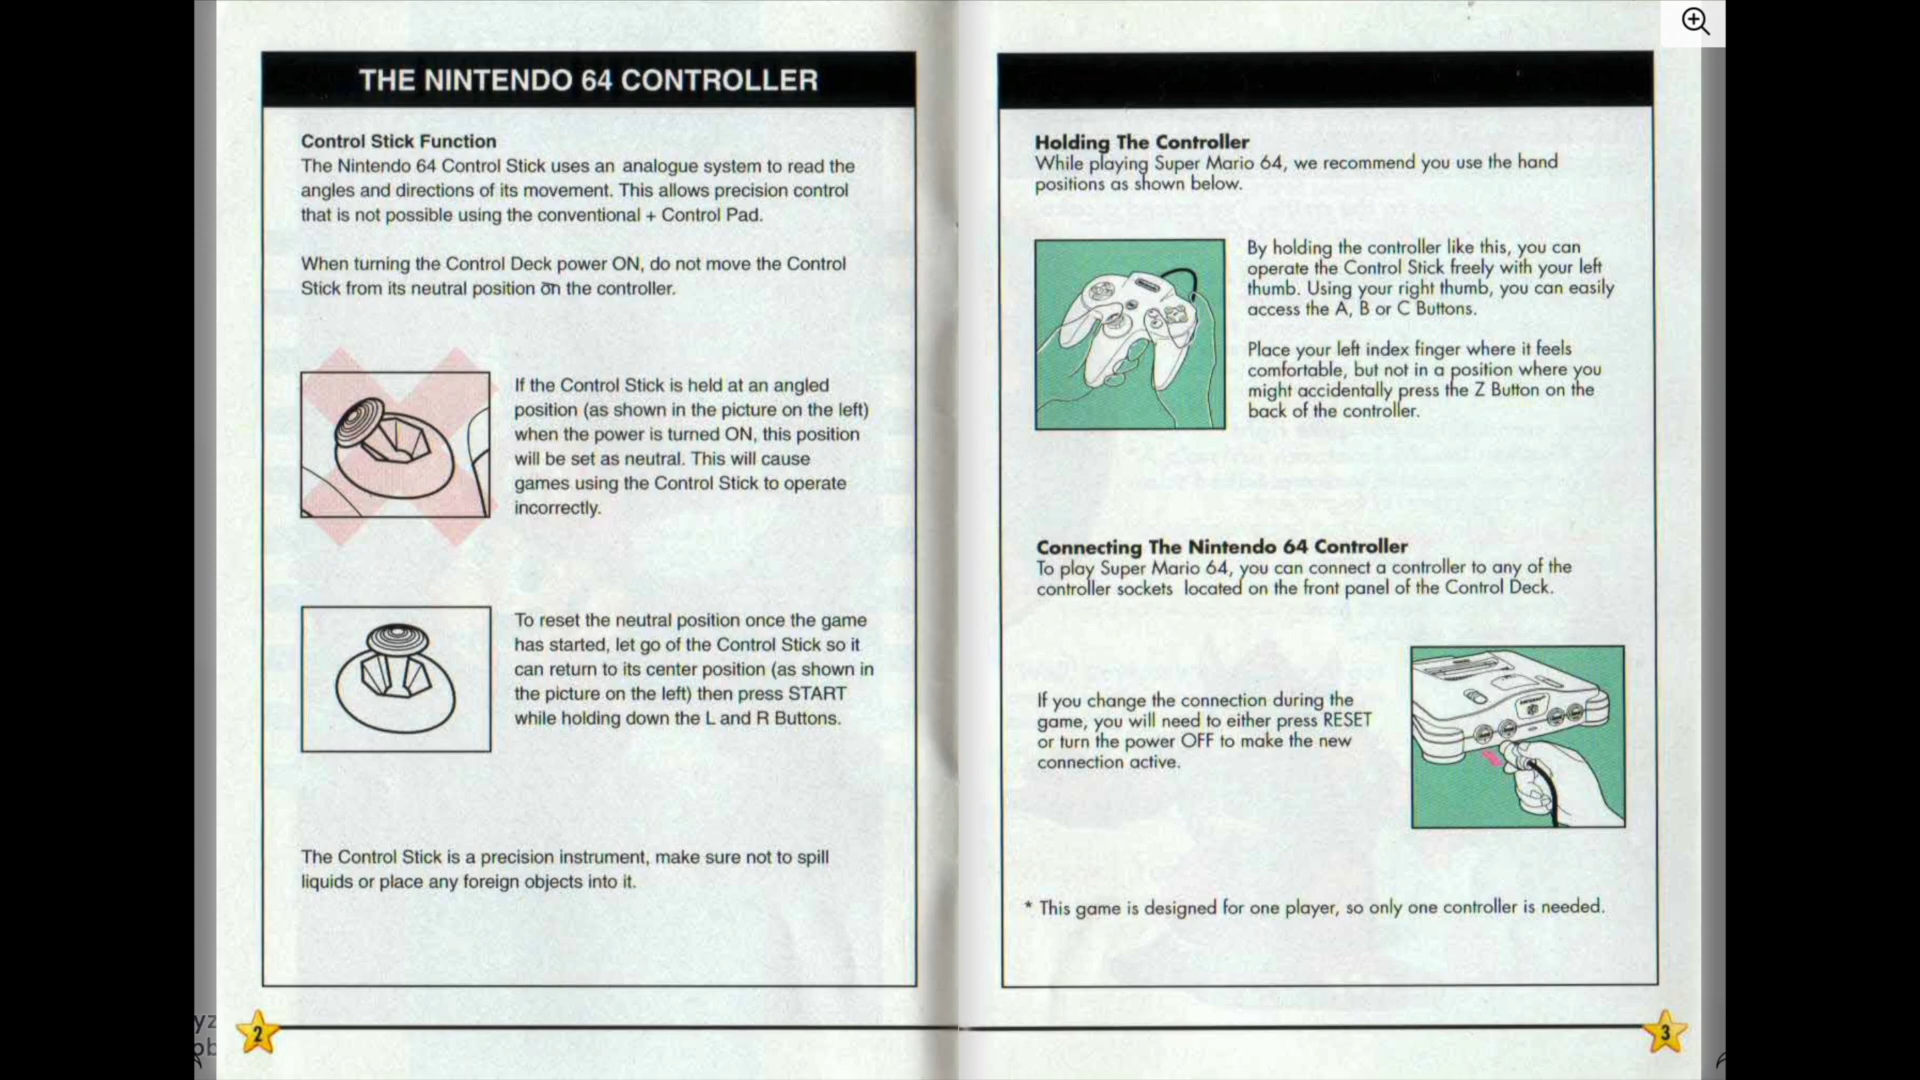 THE NINTENDO 64 CONTROLLER
Control Stick Function
The Nintendo 64 Control Stick uses an analogue system to read the
angles and directions of its movement. This allows precision control
that is not possible using the conventional + Control Pad.
When turning the Control Deck power ON, do not move the Control
Stick from its neutral position on the controller.
If the Control Stick is held at an angled
position (as shown in the picture on the left)
when the power is turned ON, this position
will be set as neutral. This will cause
games using the Control Stick to operate
incorrectly.
To reset the neutral position once the game
has started, let go of the Control Stick so it
can return to its center position (as shown in
the picture on the left) then press START
while holding down the L and R Buttons.
The Control Stick is a precision instrument, make sure not to spill
liquids or place any foreign objects into it.
2
Holding The Controller
While playing Super Mario 64, we recommend you use the hand
positions as shown below.
By holding the controller like this, you can
operate the Control Stick freely with your left
thumb. Using your right thumb, you can easily
access the A, B or C Buttons.
Place your left index finger where it feels
comfortable, but not in a position where you
might accidentally press the Z Button on the
back of the controller.
Connecting The Nintendo 64 Controller
To play Super Mario 64, you can connect a controller to any of the
controller sockets located on the front panel of the Control Deck.
If you change the connection during the
game, you will need to either press RESET
or turn the power OFF to make the new
connection active.
* This game is designed for one player, so only one controller is needed.
3